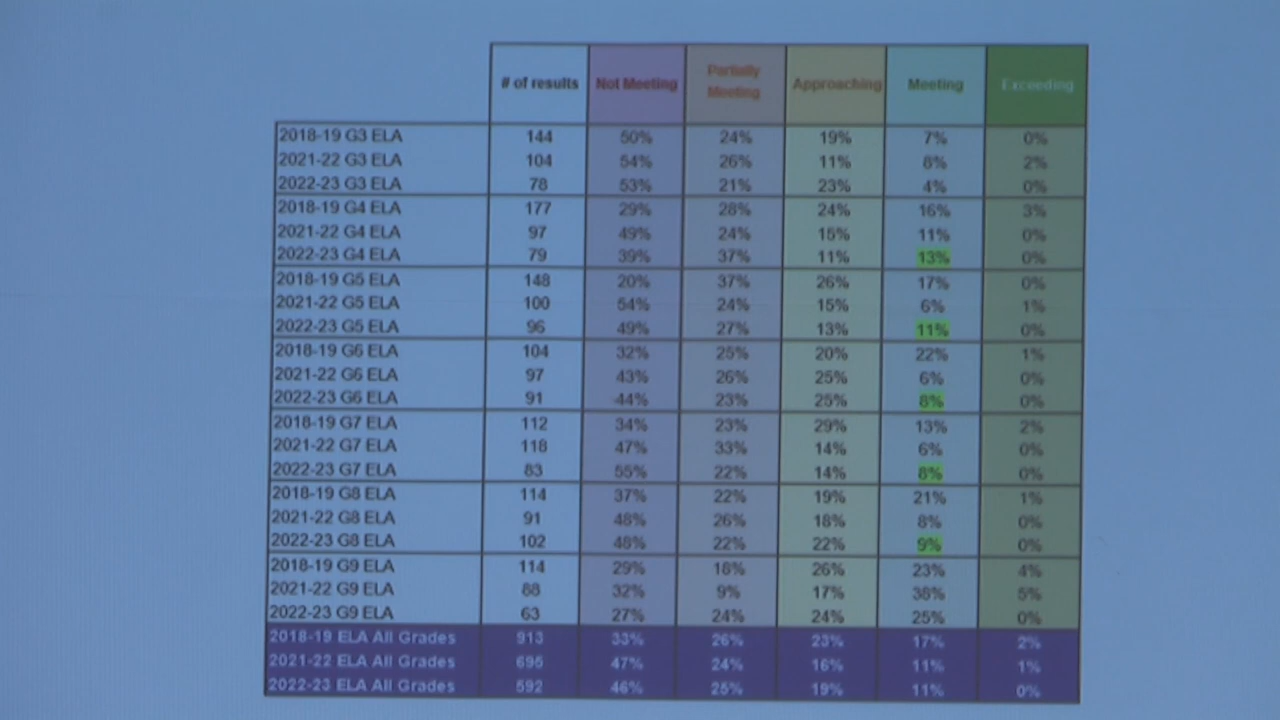 # of results Not Meeting Partially Meeting Approaching Meeting Exceeding
2018-19 G3 ELA 144 50% 24% 19% 7% 0%
2021-22 G3 ELA 104 54% 26% 11% 8% 2%
2022-23 G3 ELA 78 53% 21% 23% 4% 0%
2018-19 G4 ELA 177 29% 28% 24% 16% 3%
2021-22 G4 ELA 97 49% 24% 15% 11% 0%
2022-23 G4 ELA 79 39% 37% 11% 13% 0%
2018-19 G5 ELA 148 20% 37% 26% 17% 0%
2021-22 G5 ELA 100 54% 24% 15% 6% 1%
2022-23 G5 ELA 96 49% 27% 13% 11% 0%
2018-19 G6 ELA 104 32% 25% 20% 22% 1%
2021-22 G6 ELA 97 43% 26% 25% 6% 0%
2022-23 G6 ELA 91 44% 23% 25% 8% 0%
2018-19 G7 ELA 112 34% 23% 29% 13% 2%
2021-22 G7 ELA 118 47% 33% 14% 6% 0%
2022-23 G7 ELA 83 55% 22% 14% 8% 0%
2018-19 G8 ELA 114 37% 22% 19% 21% 1%
2021-22 G8 ELA 91 48% 26% 18% 8% 0%
2022-23 G8 ELA 102 48% 22% 22% 9% 0%
2018-19 G9 ELA 114 29% 18% 26% 23% 4%
2021-22 G9 ELA 88 32% 9% 17% 38% 5%
2022-23 G9 ELA 63 27% 24% 24% 25% 0%
2018-19 ELA All Grades 913 33% 26% 23% 17% 2%
2021-22 ELA All Grades 695 47% 24% 16% 11% 1%
2022-23 ELA All Grades 592 46% 25% 19% 11% 0%